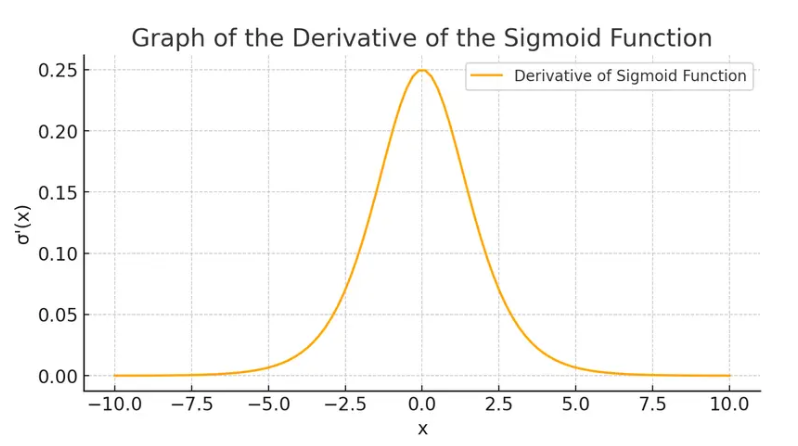 Graph of the Derivative of the Sigmoid Function
Derivative of Sigmoid Function
0.25
0.20
0.15
0.10
0.05
0.00
σ'(x)
−10.0 −7.5 −5.0 −2.5 0.0 2.5 5.0 7.5 10.0
x